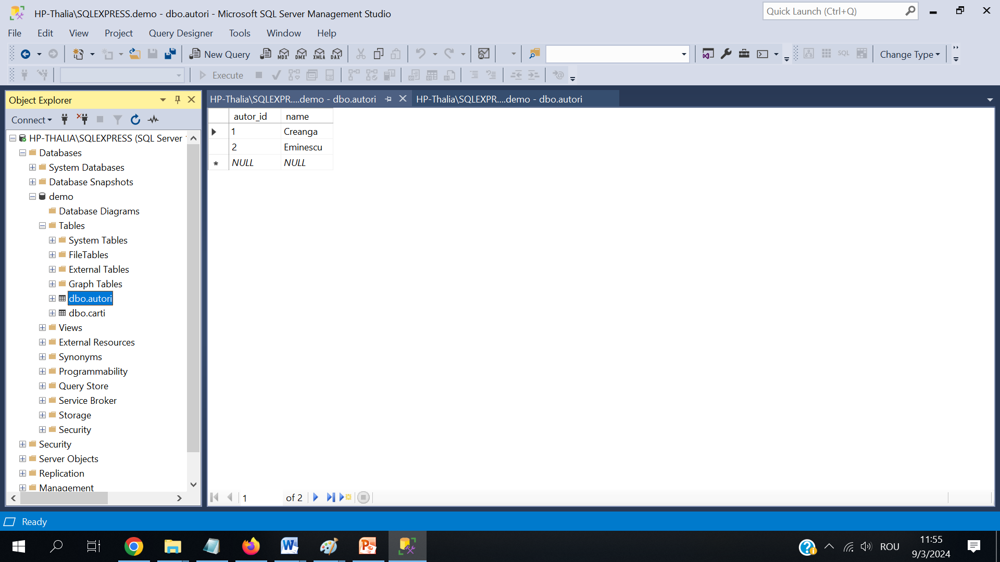 HP-Thalia\SQLEXPRESS.demo - dbo.autori - Microsoft SQL Server Management Studio
Quick Launch (Ctrl+Q)
File Edit View Project Query Designer Tools Window Help
New Query MDX DMX XMLA DAX SQL Change Type
Execute
Object Explorer
HP-Thalia\SQLEXPR....demo - dbo.autori HP-Thalia\SQLEXPR....demo - dbo.autori
Connect
autor_id name
1 Creanga
2 Eminescu
NULL NULL
HP-THALIA\SQLEXPRESS (SQL Server
Databases
System Databases
Database Snapshots
demo
Database Diagrams
Tables
System Tables
FileTables
External Tables
Graph Tables
dbo.autori
dbo.carti
Views
External Resources
Synonyms
Programmability
Query Store
Service Broker
Storage
Security
Security
Server Objects
Replication
Management
1 of 2
Ready
ROU
11:55
9/3/2024